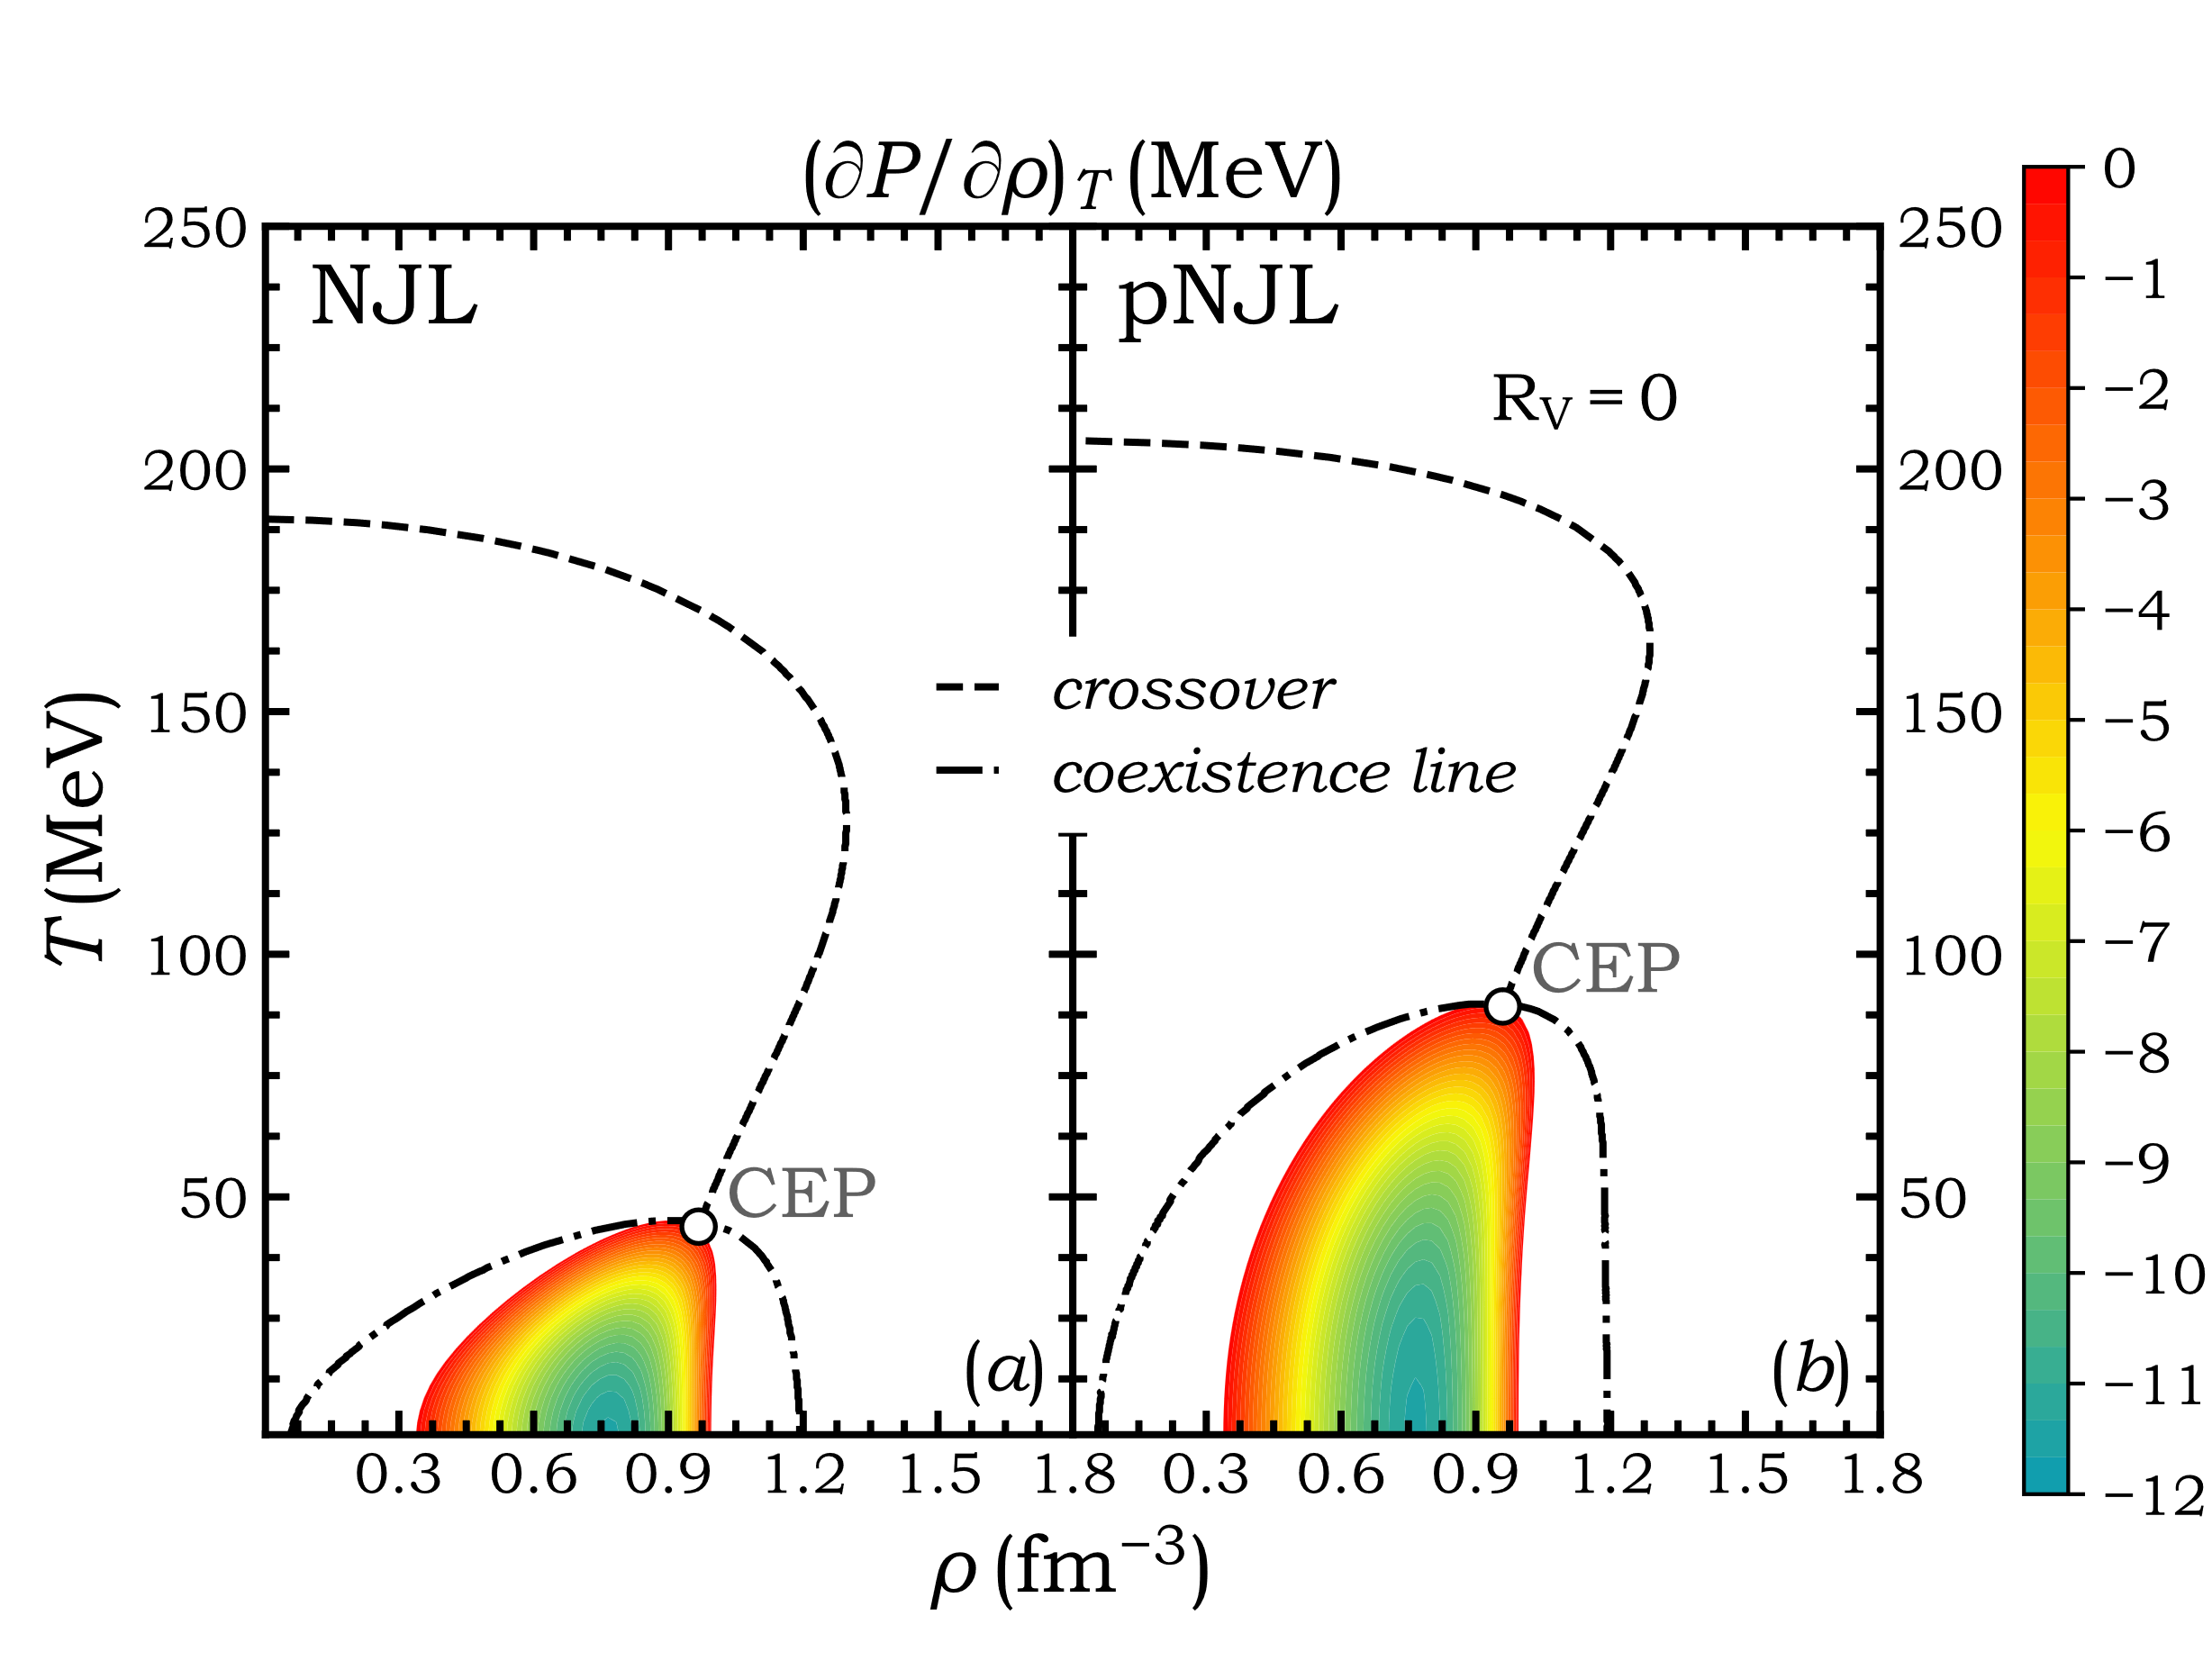 (∂P/∂ρ)T (MeV)
NJL
pNJL
RV = 0
crossover
coexistence line
CEP
CEP
(a)
(b)
T (MeV)
250
200
150
100
50
250
200
150
100
50
0.3 0.6 0.9 1.2 1.5 1.8 0.3 0.6 0.9 1.2 1.5 1.8
ρ (fm−3)
0
−1
−2
−3
−4
−5
−6
−7
−8
−9
−10
−11
−12